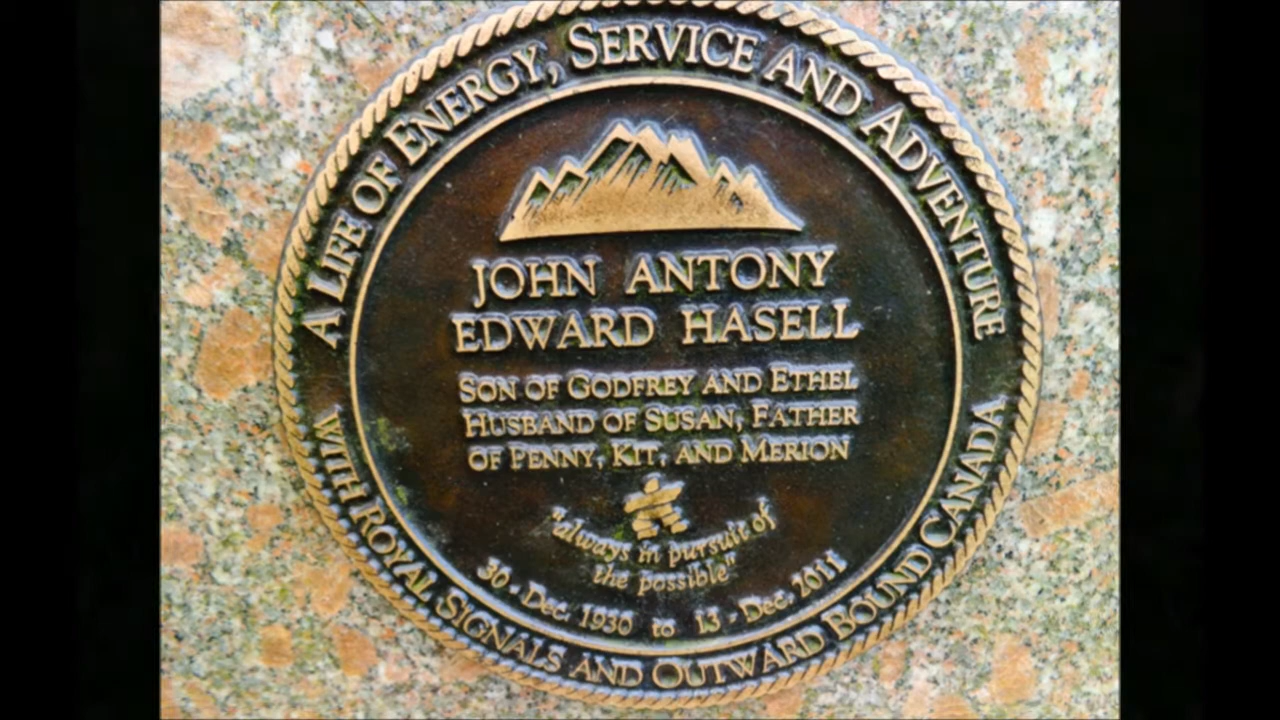 A LIFE OF ENERGY, SERVICE AND ADVENTURE
JOHN ANTONY
EDWARD HASELL
SON OF GODFREY AND ETHEL
HUSBAND OF SUSAN, FATHER
OF PENNY, KIT, AND MERION
"always in pursuit of
the possible"
30 - Dec. 1930 to 13 - Dec. 2011
WITH ROYAL SIGNALS AND OUTWARD BOUND CANADA